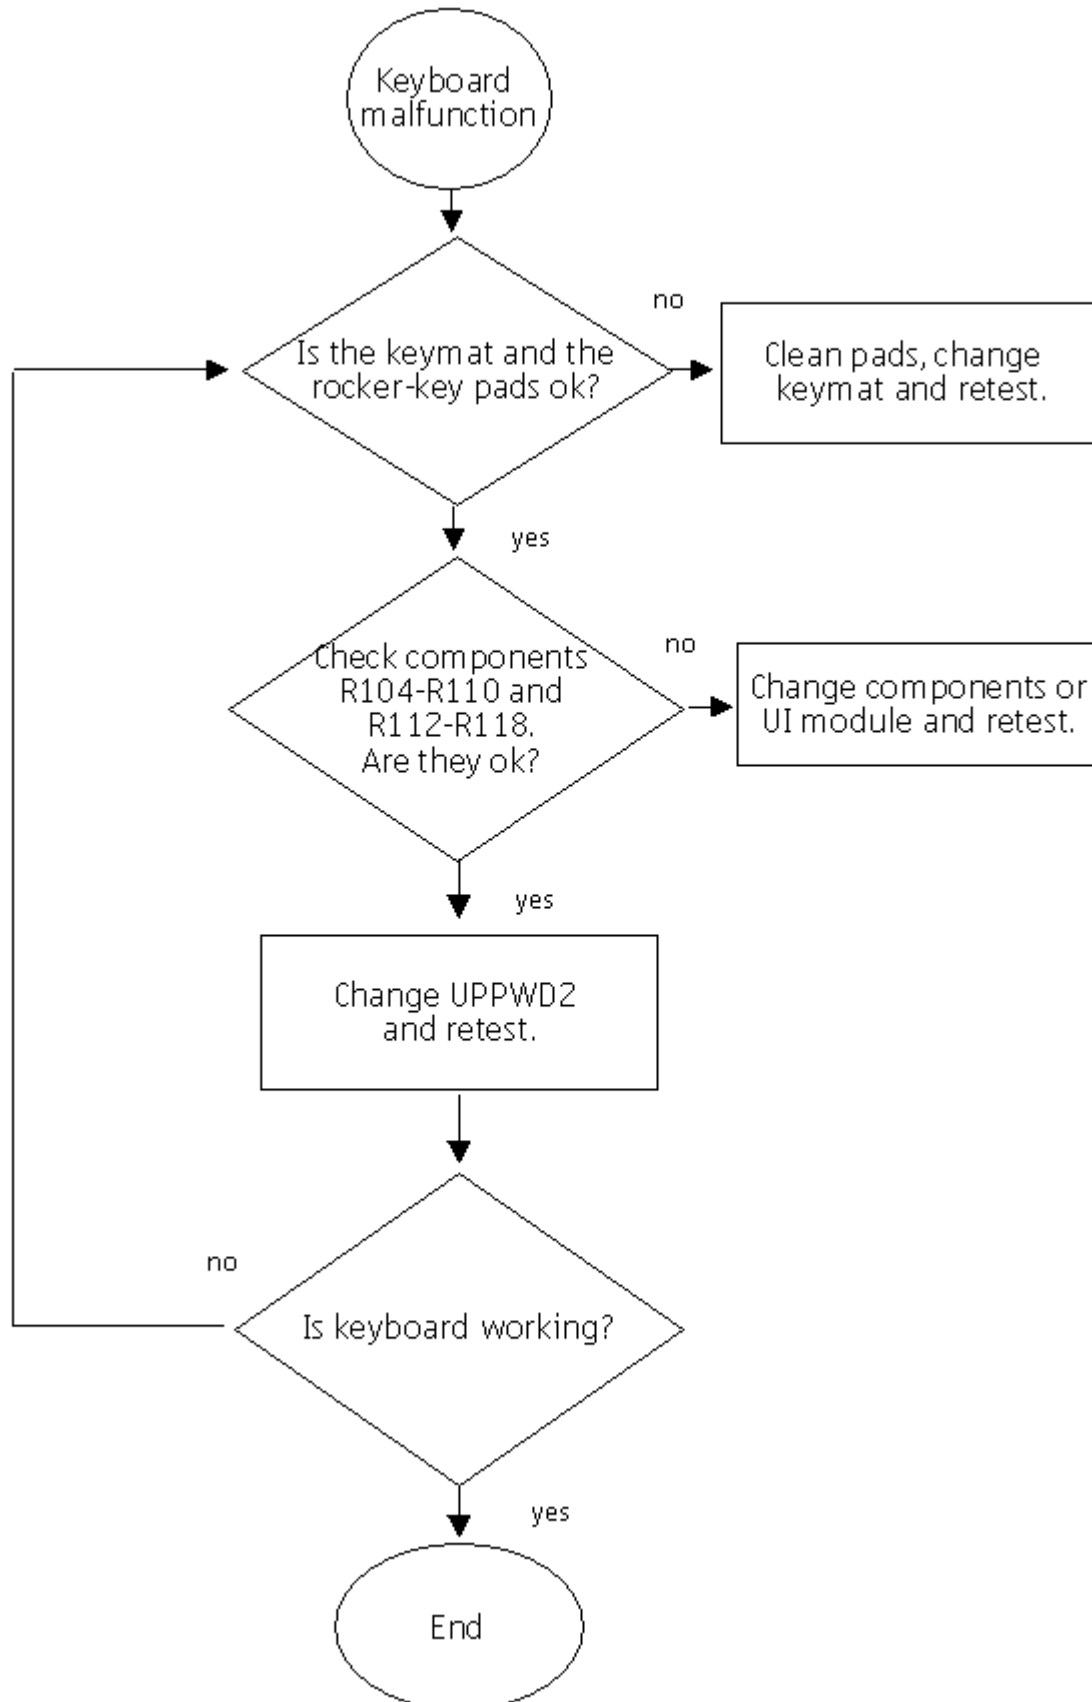 Keyboard
malfunction
no
Is the keymat and the
rocker-key pads ok?
Clean pads, change
keymat and retest.
yes
Check components
R104-R110 and
R112-R118.
Are they ok?
no
Change components or
UI module and retest.
yes
Change UPPWD2
and retest.
no
Is keyboard working?
yes
End